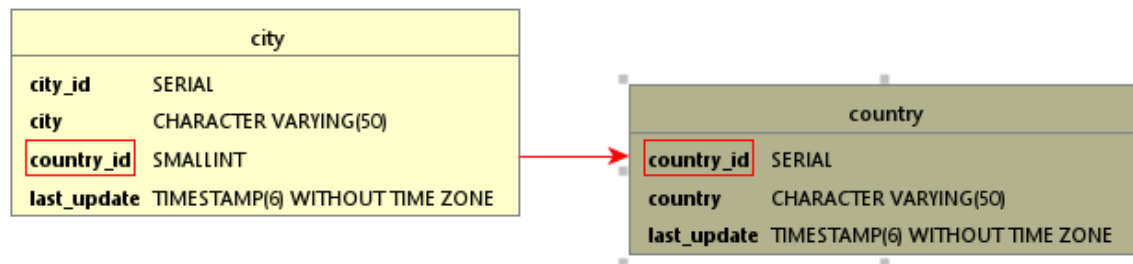 city
city_id SERIAL
city CHARACTER VARYING(50)
country_id SMALLINT
last_update TIMESTAMP(6) WITHOUT TIME ZONE
country
country_id SERIAL
country CHARACTER VARYING(50)
last_update TIMESTAMP(6) WITHOUT TIME ZONE